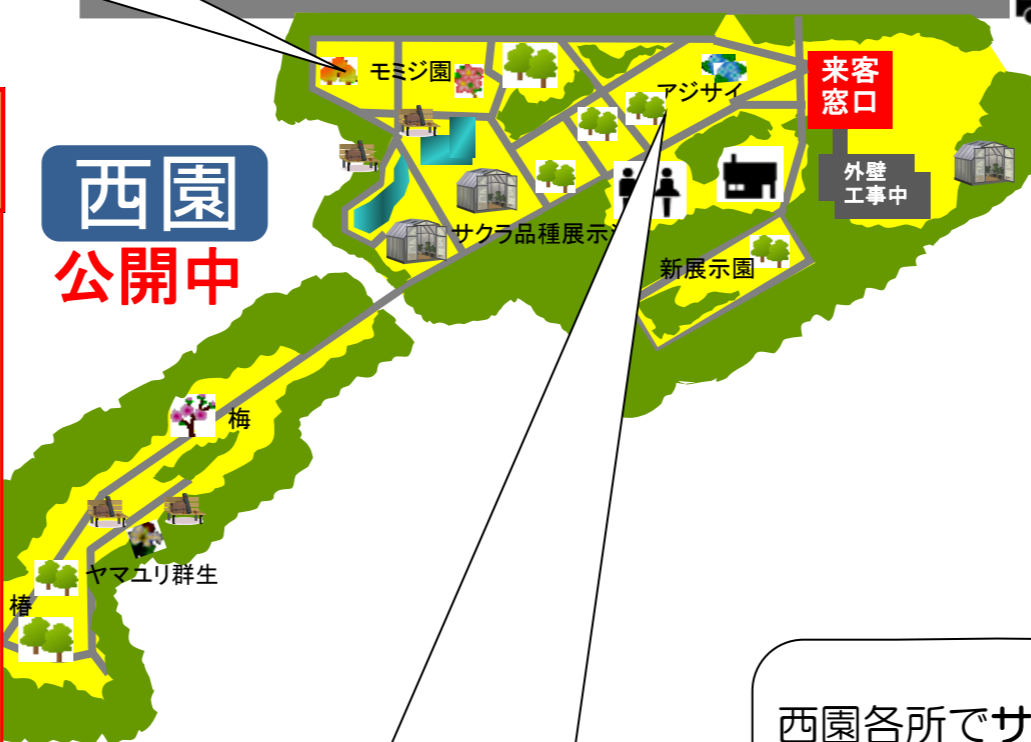 モミジ園
アジサイ
来客
窓口
西園
公開中
外壁
工事中
サクラ品種展示
新展示園
梅
ヤマユリ群生
椿
西園各所でサ